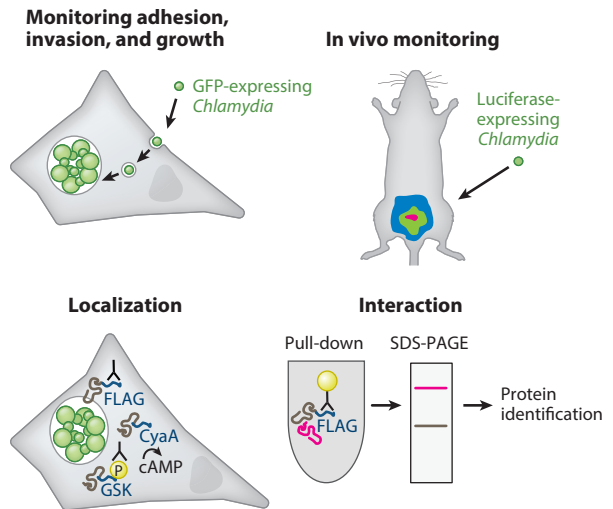 Monitoring adhesion,
invasion, and growth
GFP-expressing
Chlamydia
In vivo monitoring
Luciferase-
expressing
Chlamydia
Localization
FLAG
CyaA
P
cAMP
GSK
Interaction
Pull-down
SDS-PAGE
FLAG
Protein
identification